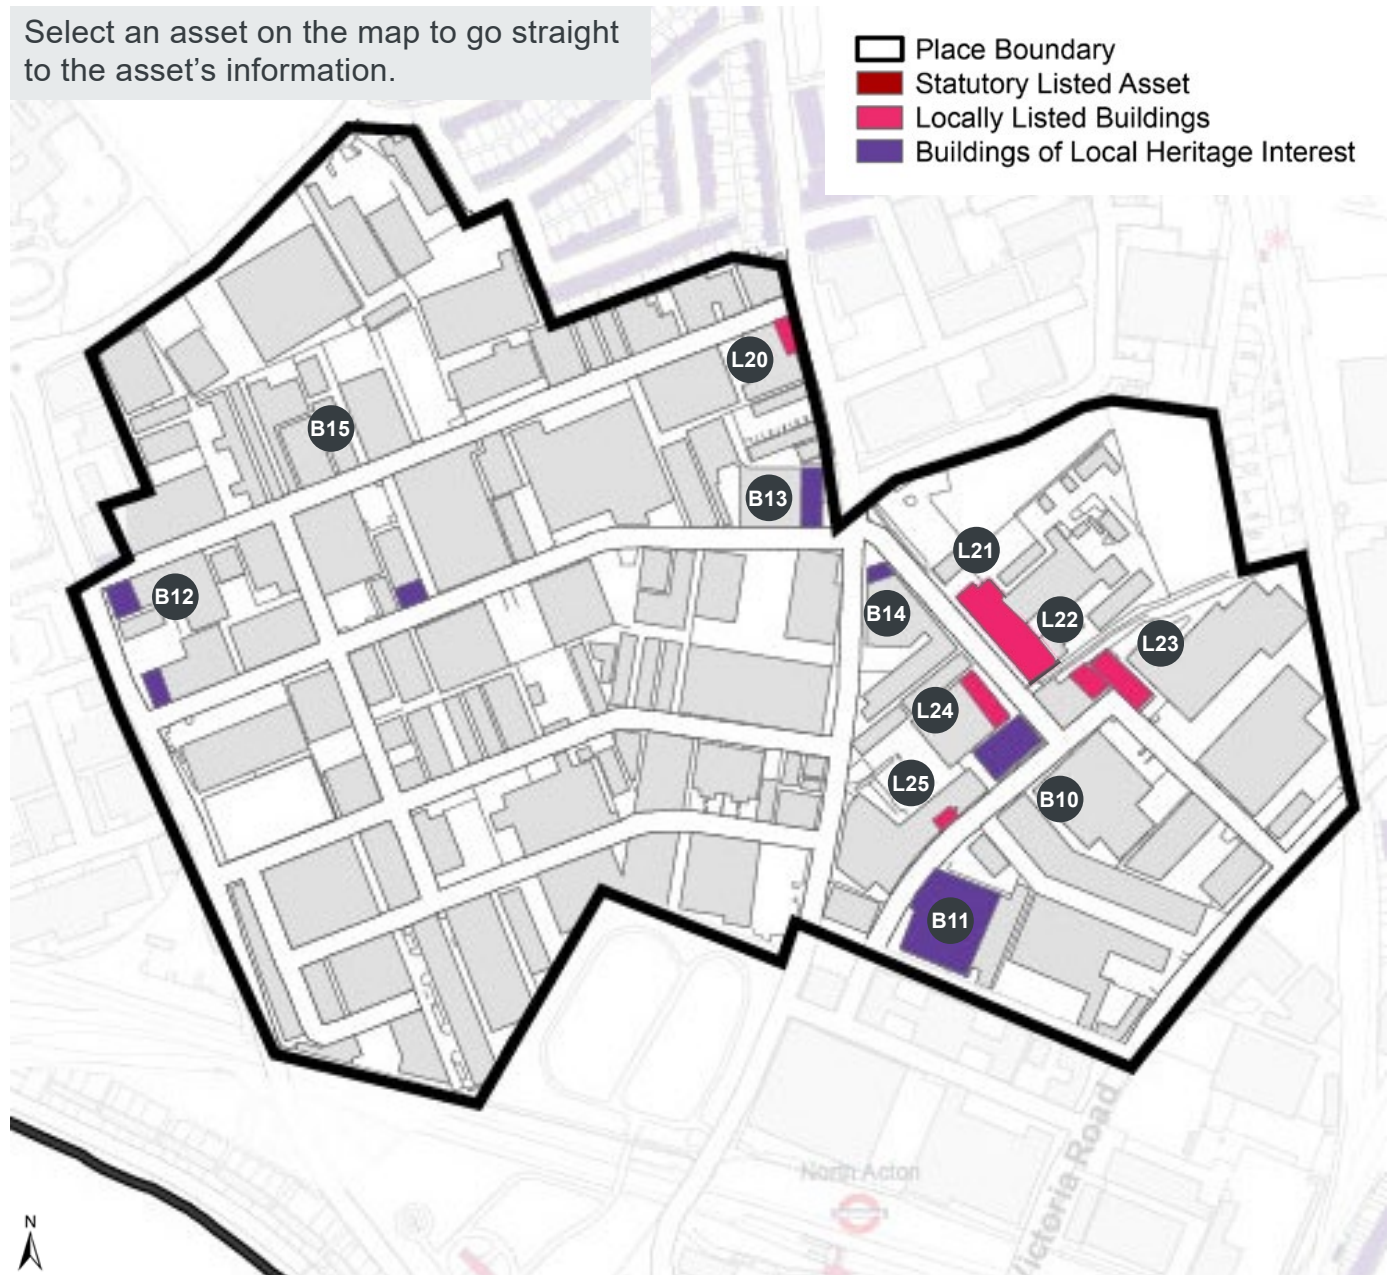 Select an asset on the map to go straight
to the asset's information.
Place Boundary
Statutory Listed Asset
Locally Listed Buildings
Buildings of Local Heritage Interest
L20
B15
B13
L21
B12
B14
L22
L23
L24
L25
B10
B11
North Acton
Victoria Road
N